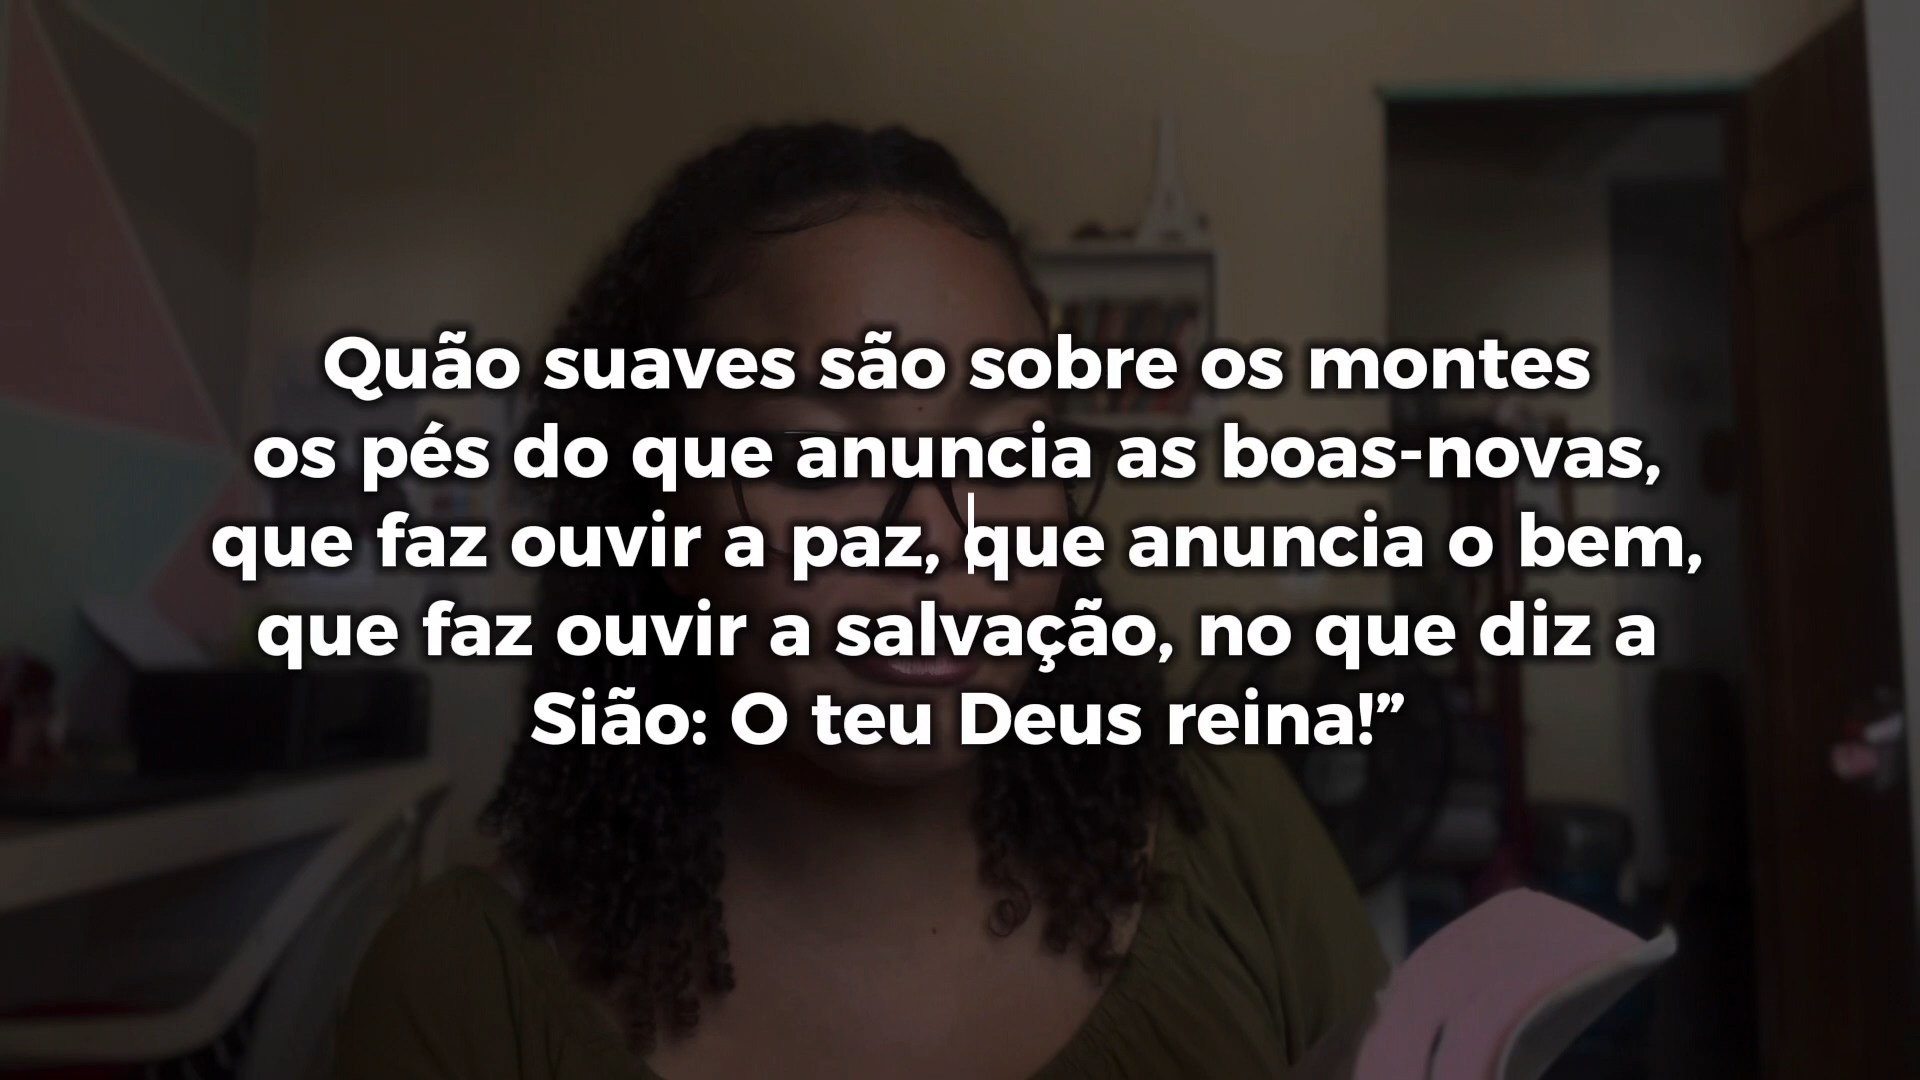 Quão suaves são sobre os montes
os pés do que anuncia as boas-novas,
que faz ouvir a paz, que anuncia o bem,
que faz ouvir a salvação, no que diz a
Sião: O teu Deus reina!”